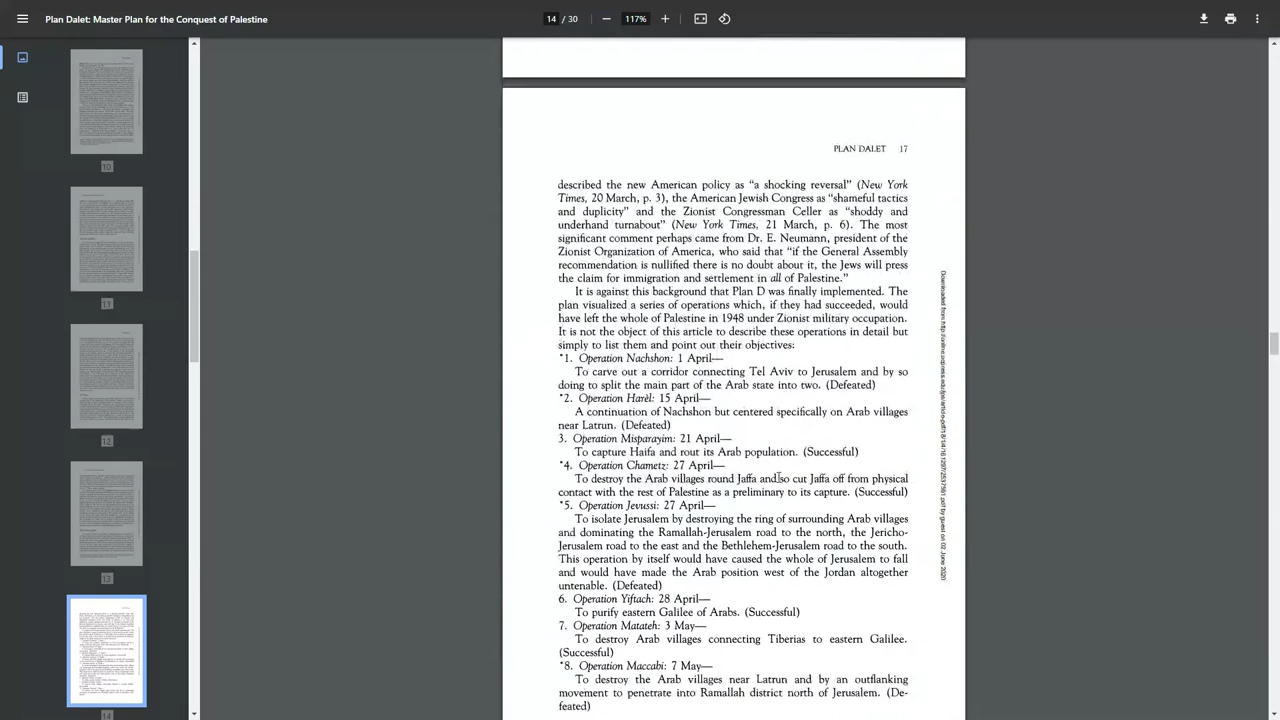 Plan Dalet: Master Plan for the Conquest of Palestine
14 / 30
117%
10
11
12
13
14
PLAN DALET 17
described the new American policy as “a shocking reversal” (New York
Times, 20 March, p. 3), the American Jewish Congress as “shameful tactics
and duplicity” and the Zionist Congressman Celler as “shoddy and
underhand turnabout” (New York Times, 21 March, p. 6). The most
significant comment perhaps came from Dr. E. Neumann, president of the
Zionist Organization of America, who said that “if the General Assembly
recommendation is nullified there is no doubt about it, the Jews will press
the claim for immigration and settlement in all of Palestine.”
It is against this background that Plan D was finally implemented. The
plan visualized a series of operations which, if they had succeeded, would
have left the whole of Palestine in 1948 under Zionist military occupation.
It is not the object of this article to describe these operations in detail but
simply to list them and point out their objectives:
*1. Operation Nachshon: 1 April—
To carve out a corridor connecting Tel Aviv to Jerusalem and by so
doing to split the main part of the Arab state into two. (Defeated)
*2. Operation Harèl: 15 April—
A continuation of Nachshon but centered specifically on Arab villages
near Latrun. (Defeated)
3. Operation Misparayim: 21 April—
To capture Haifa and rout its Arab population. (Successful)
*4. Operation Chametz: 27 April—
To destroy the Arab villages round Jaffa and so cut Jaffa off from physical
contact with the rest of Palestine as a preliminary to its capture. (Successful)
*5. Operation Jevussi: 27 April—
To isolate Jerusalem by destroying the ring of surrounding Arab villages
and dominating the Ramallah-Jerusalem road to the north, the Jericho-
Jerusalem road to the east and the Bethlehem-Jerusalem road to the south.
This operation by itself would have caused the whole of Jerusalem to fall
and would have made the Arab position west of the Jordan altogether
untenable. (Defeated)
6. Operation Yiftach: 28 April—
To purify eastern Galilee of Arabs. (Successful)
7. Operation Matateh: 3 May—
To destroy Arab villages connecting Tiberias to eastern Galilee.
(Successful)
*8. Operation Maccabi: 7 May—
To destroy the Arab villages near Latrun and by an outflanking
movement to penetrate into Ramallah district north of Jerusalem. (De-
feated)
by guest on 02 June 2020